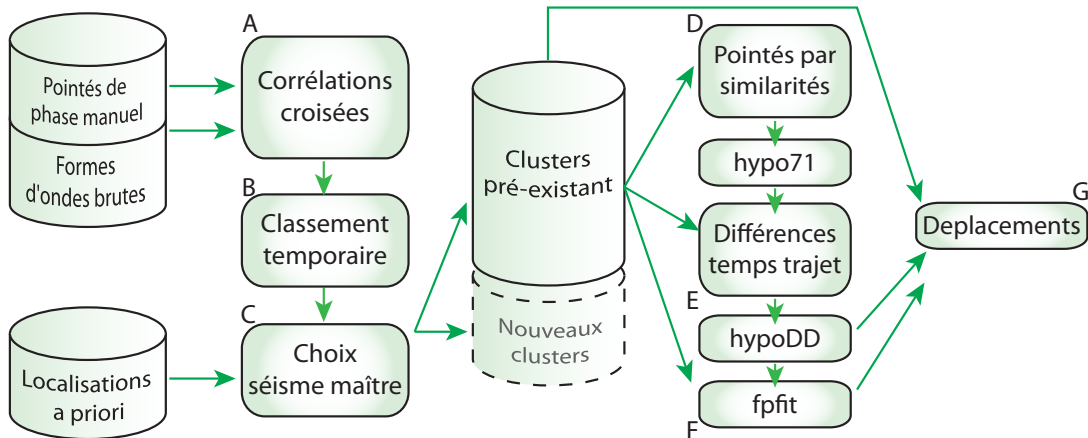 Pointés de
phase manuel
Formes
d'ondes brutes
Localisations
a priori
A
Corrélations
croisées
B
Classement
temporaire
C
Choix
séisme maître
Clusters
pré-existant
Nouveaux
clusters
D
Pointés par
similarités
hypo71
Différences
temps trajet
E
hypoDD
fpfit
F
G
Deplacements